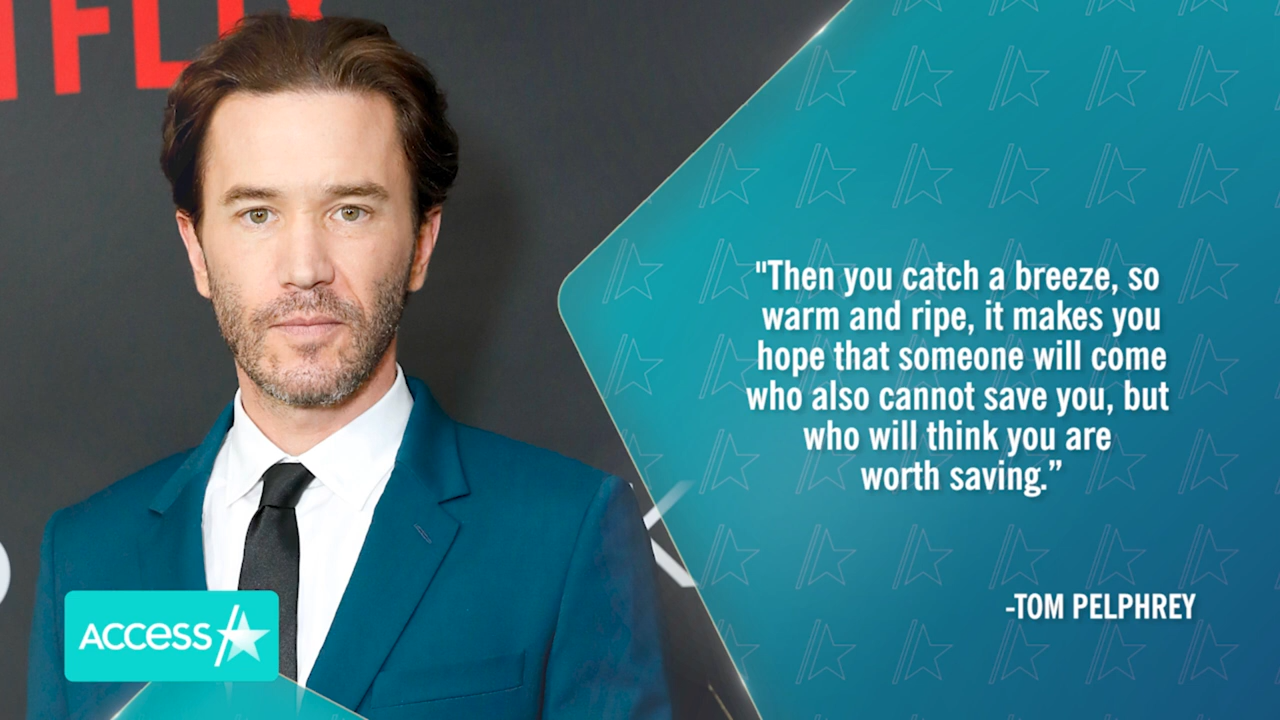 TFLIX
"Then you catch a breeze, so
warm and ripe, it makes you
hope that someone will come
who also cannot save you, but
who will think you are
worth saving.”
-TOM PELPHREY
K
ACCESS